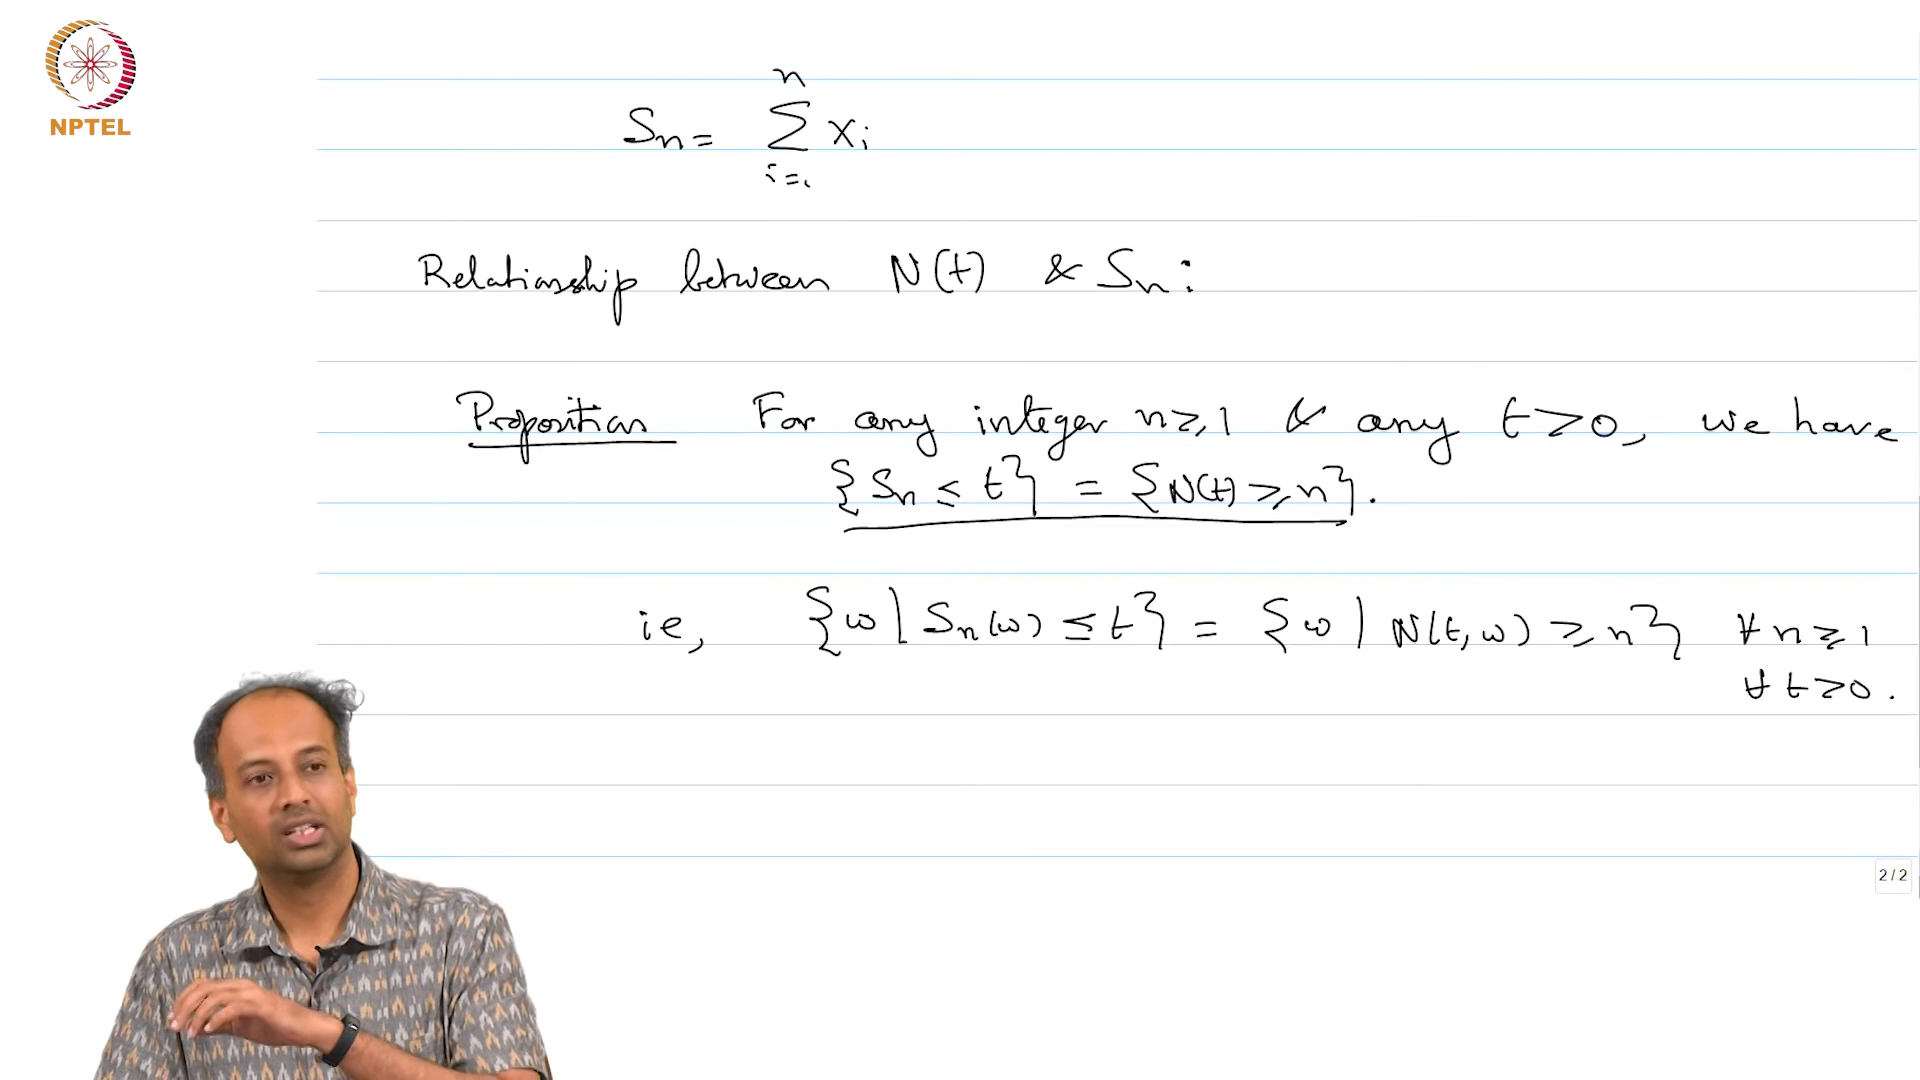 NPTEL
n
Sn = ∑ Xi
i=1
Relationship between N(t) & Sn :
Proposition For any integer n ≥ 1 & any t > 0, we have
{Sn ≤ t} = {N(t) ≥ n}.
ie, {ω | Sn(ω) ≤ t} = {ω | N(t, ω) ≥ n} ∀ n ≥ 1
∀ t > 0.
2 / 2